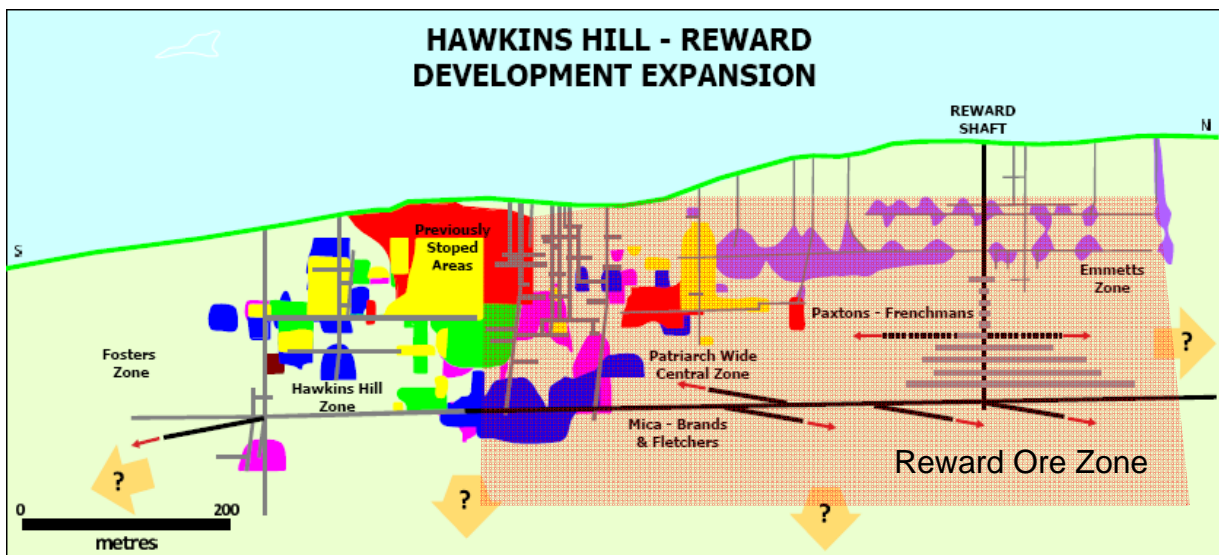 HAWKINS HILL - REWARD
DEVELOPMENT EXPANSION
REWARD
SHAFT
N
S
Previously
Stoped
Areas
Emmetts
Zone
Paxtons - Frenchmans
?
Fosters
Zone
Patriarch Wide
Central Zone
Hawkins Hill
Zone
Mica - Brands
& Fletchers
Reward Ore Zone
?
?
?
0
200
metres